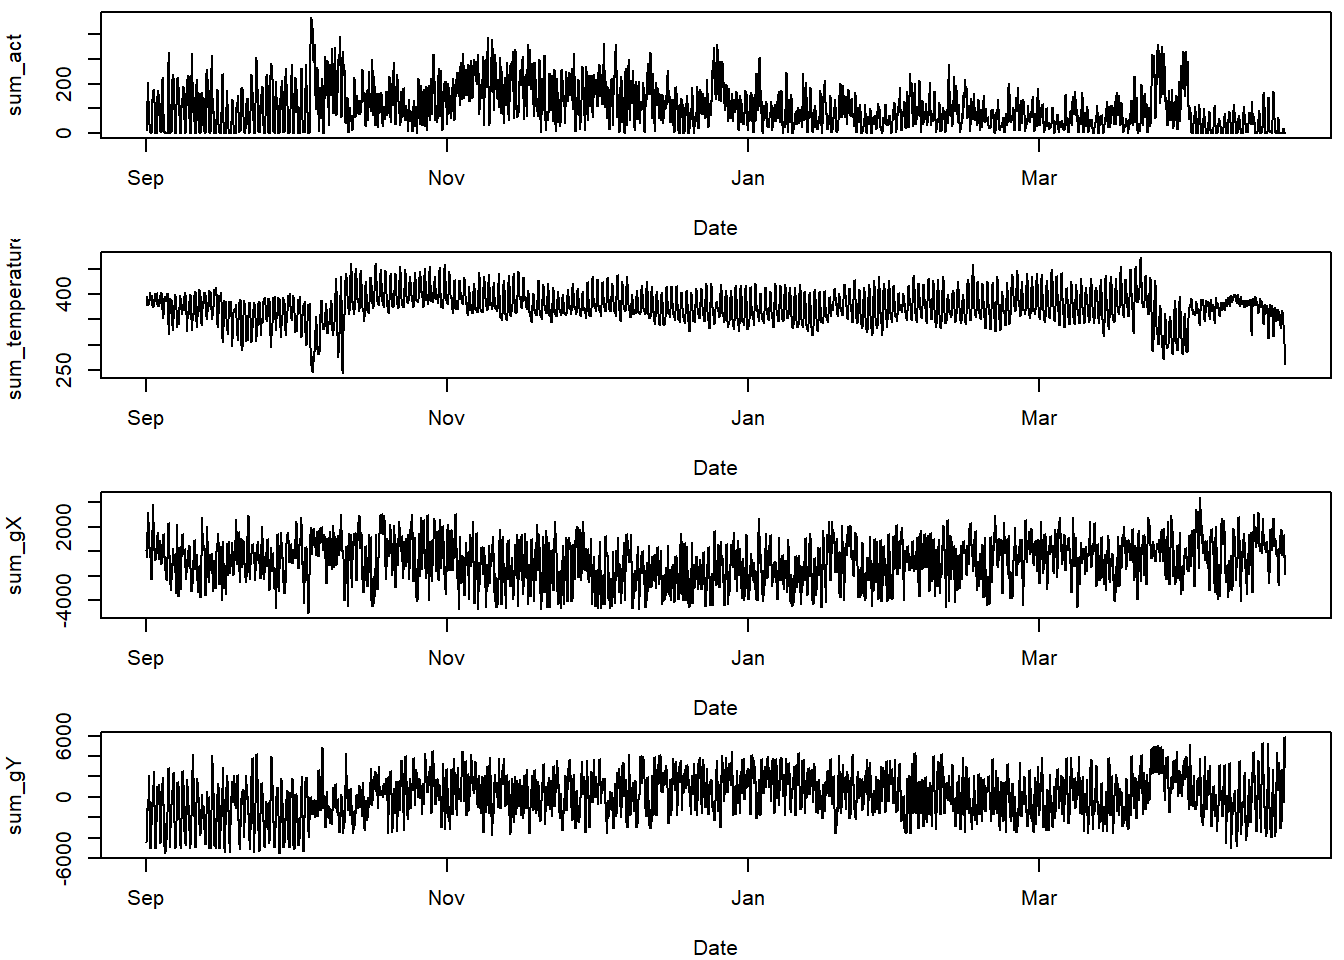 sum_act
0
200
Sep
Nov
Jan
Mar
Date
sum_temperature
250
400
Sep
Nov
Jan
Mar
Date
sum_gX
-4000
2000
Sep
Nov
Jan
Mar
Date
sum_gY
-6000
0
6000
Sep
Nov
Jan
Mar
Date